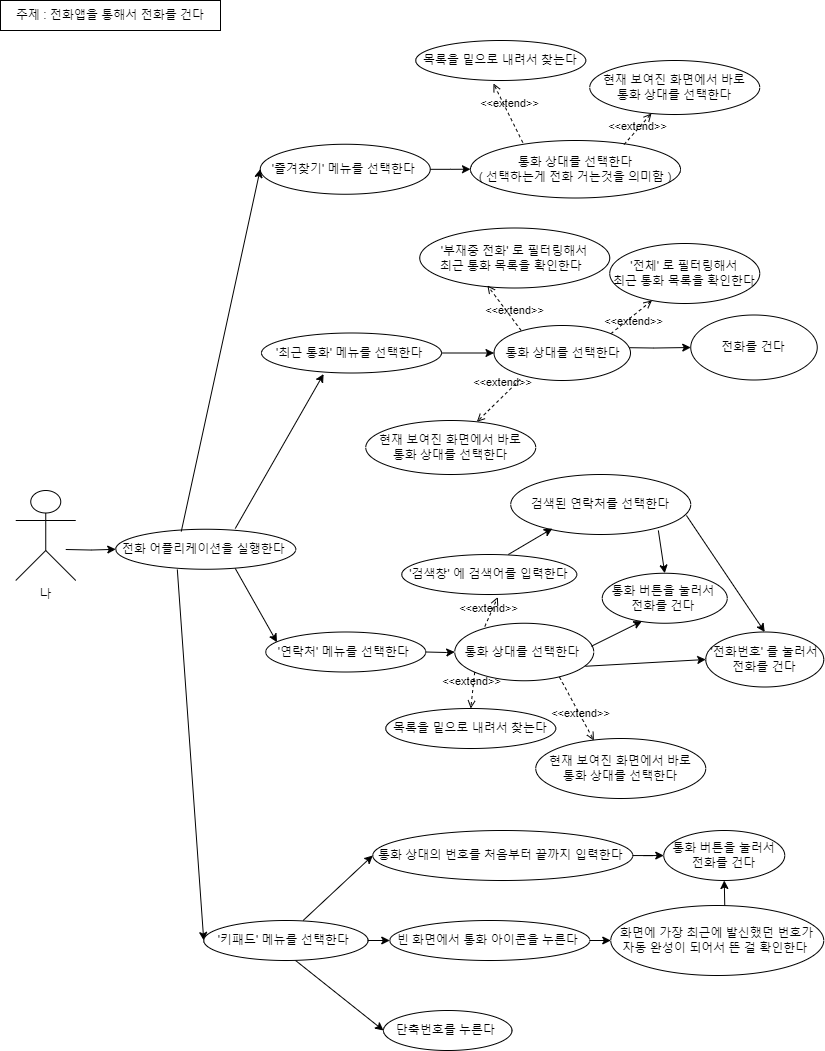 주제 : 전화앱을 통해서 전화를 건다
목록을 밑으로 내려서 찾는다
현재 보여진 화면에서 바로
통화 상대를 선택한다
<<extend>>
<<extend>>
'즐겨찾기' 메뉴를 선택한다
통화 상대를 선택한다
( 선택하는게 전화 거는것을 의미함 )
'부재중 전화' 로 필터링해서
최근 통화 목록을 확인한다
'전체' 로 필터링해서
최근 통화 목록을 확인한다
<<extend>>
<<extend>>
'최근 통화' 메뉴를 선택한다
통화 상대를 선택한다
전화를 건다
<<extend>>
현재 보여진 화면에서 바로
통화 상대를 선택한다
검색된 연락처를 선택한다
나
전화 어플리케이션을 실행한다
'검색창' 에 검색어를 입력한다
통화 버튼을 눌러서
전화를 건다
<<extend>>
'연락처' 메뉴를 선택한다
통화 상대를 선택한다
'전화번호' 를 눌러서
전화를 건다
<<extend>>
<<extend>>
목록을 밑으로 내려서 찾는다
현재 보여진 화면에서 바로
통화 상대를 선택한다
통화 상대의 번호를 처음부터 끝까지 입력한다
통화 버튼을 눌러서
전화를 건다
'키패드' 메뉴를 선택한다
빈 화면에서 통화 아이콘을 누른다
화면에 가장 최근에 발신했던 번호가
자동 완성이 되어서 뜬 걸 확인한다
단축번호를 누른다